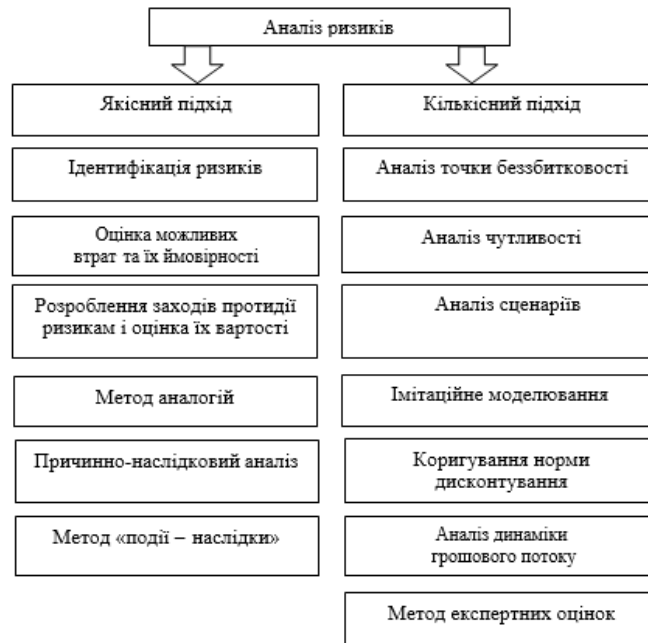 Аналіз ризиків
Якісний підхід
Ідентифікація ризиків
Оцінка можливих
втрат та їх ймовірності
Розроблення заходів протидії
ризикам і оцінка їх вартості
Метод аналогій
Причинно-наслідковий аналіз
Метод «події – наслідки»
Кількісний підхід
Аналіз точки беззбитковості
Аналіз чутливості
Аналіз сценаріїв
Імітаційне моделювання
Коригування норми
дисконтування
Аналіз динаміки
грошового потоку
Метод експертних оцінок